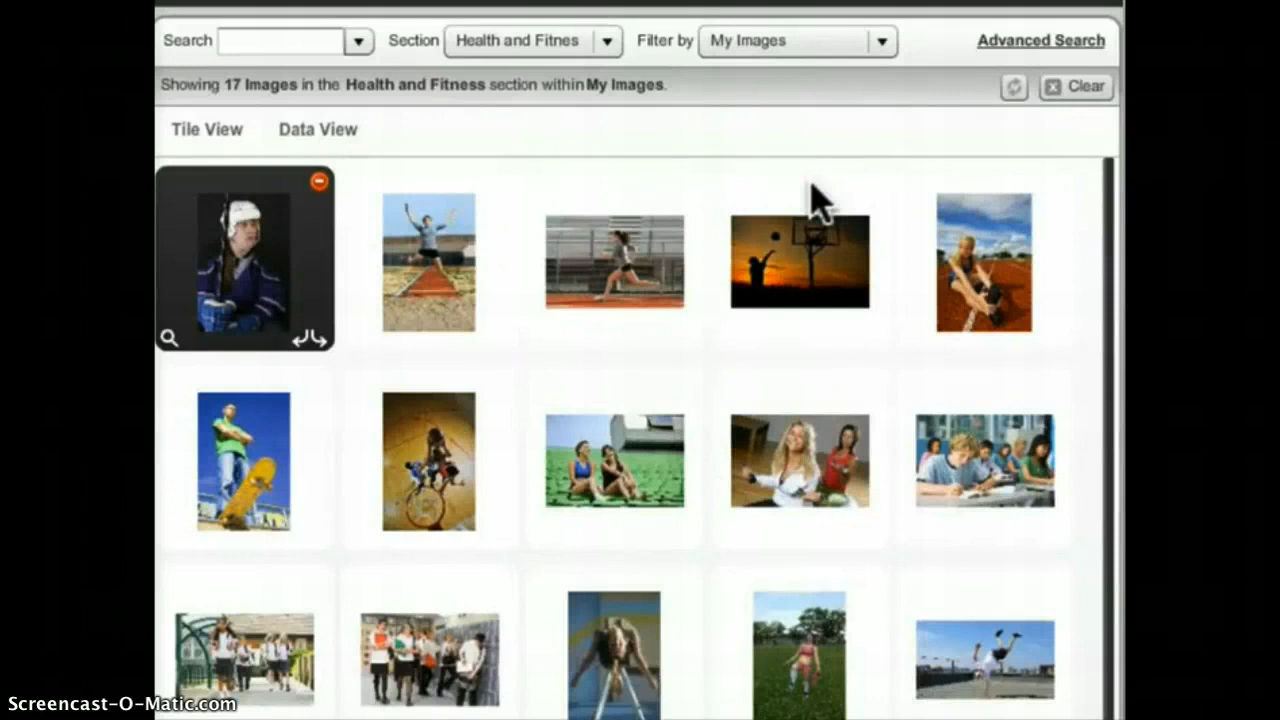 Search Section Health and Fitnes Filter by My Images Advanced Search
Showing 17 Images in the Health and Fitness section within My Images. Clear
Tile View Data View
Screencast-O-Matic.com